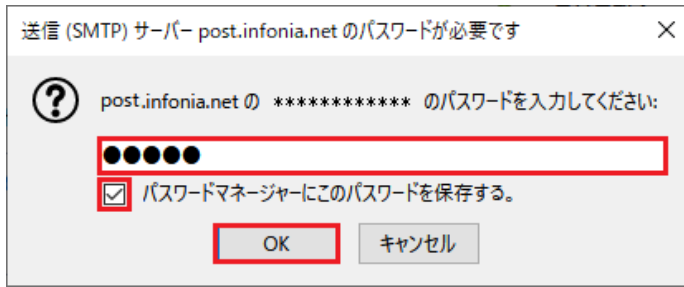 送信 (SMTP) サーバー post.infonia.net のパスワードが必要です
post.infonia.netの ************ のパスワードを入力してください:
●●●●●
パスワードマネージャーにこのパスワードを保存する。
OK キャンセル